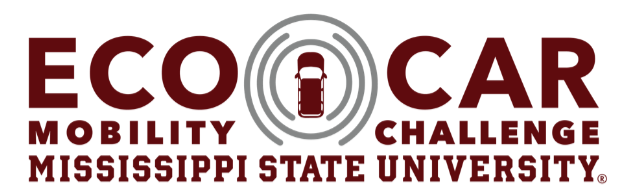 ECO CAR
MOBILITY CHALLENGE
MISSISSIPPI STATE UNIVERSITY®